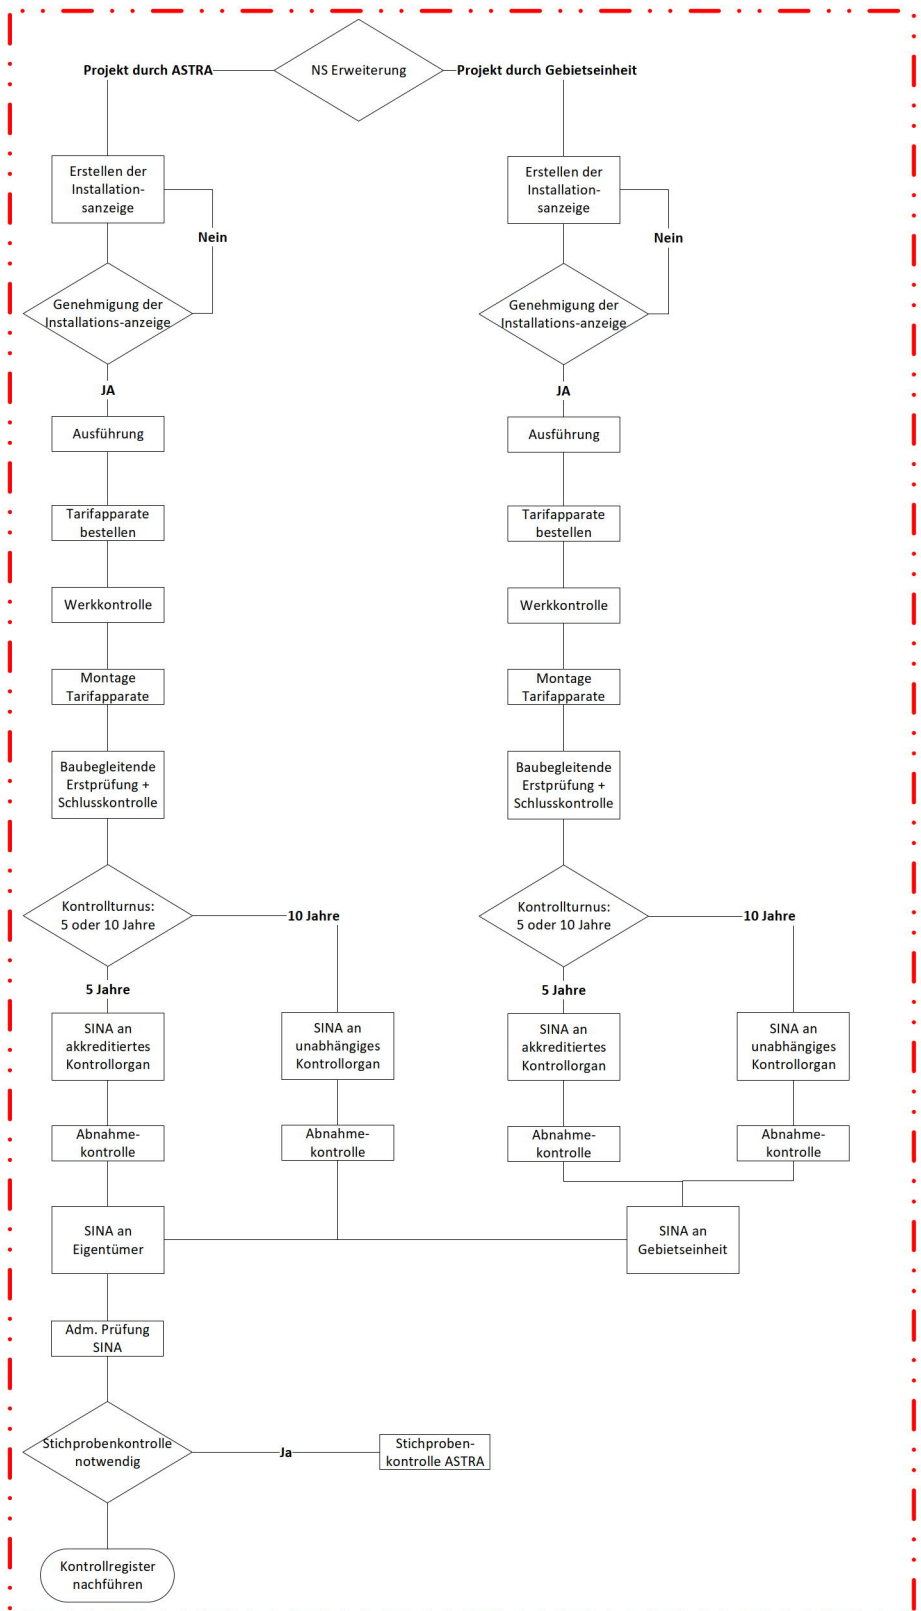 Projekt durch ASTRA
NS Erweiterung
Projekt durch Gebietseinheit
Erstellen der
Installation-
sanzeige
Nein
Genehmigung der
Installations-anzeige
JA
Ausführung
Tarifapparate
bestellen
Werkkontrolle
Montage
Tarifapparate
Baubegleitende
Erstprüfung +
Schlusskontrolle
Kontrollturnus:
5 oder 10 Jahre
10 Jahre
5 Jahre
SINA an
akkreditiertes
Kontrollorgan
SINA an
unabhängiges
Kontrollorgan
Abnahme-
kontrolle
Abnahme-
kontrolle
Erstellen der
Installation-
sanzeige
Nein
Genehmigung der
Installations-anzeige
JA
Ausführung
Tarifapparate
bestellen
Werkkontrolle
Montage
Tarifapparate
Baubegleitende
Erstprüfung +
Schlusskontrolle
Kontrollturnus:
5 oder 10 Jahre
10 Jahre
5 Jahre
SINA an
akkreditiertes
Kontrollorgan
SINA an
unabhängiges
Kontrollorgan
Abnahme-
kontrolle
Abnahme-
kontrolle
SINA an
Eigentümer
SINA an
Gebietseinheit
Adm. Prüfung
SINA
Stichprobenkontrolle
notwendig
Ja
Stichproben-
kontrolle ASTRA
Kontrollregister
nachführen